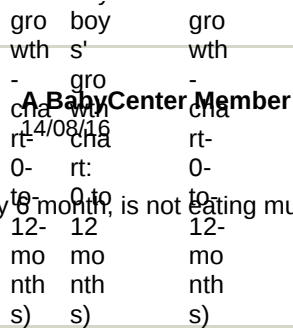 gro boy gro
wth s' wth
- gro -
A BabyCenter Member
cha wth cha
14/08/16
rt- cha rt-
0- rt: 0-
to- 0 to to-
y 6 month, is not eating mu
12- 12 12-
mo mo mo
nth nth nth
s) s) s)